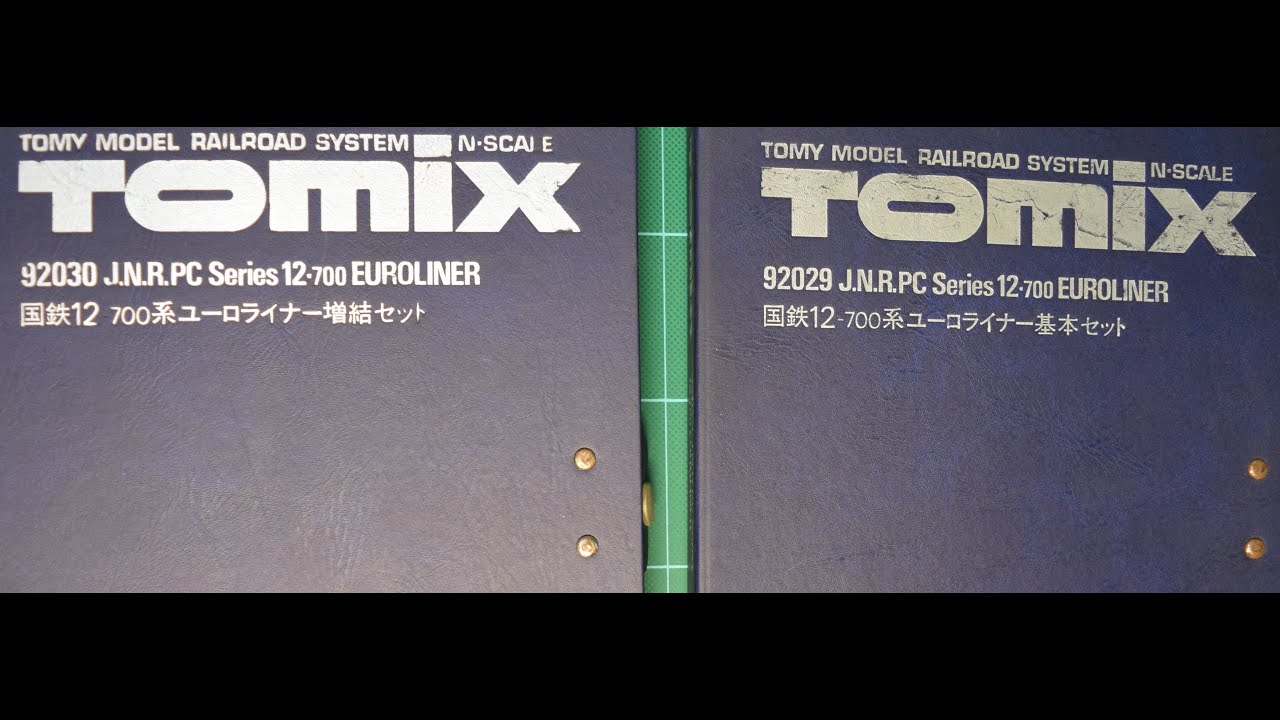 TOMY MODEL RAILROAD SYSTEM N·SCALE
TOMIX
92030 J.N.R.PC Series 12-700 EUROLINER
国鉄12 700系ユーロライナー増結セット
TOMY MODEL RAILROAD SYSTEM N·SCALE
TOMIX
92029 J.N.R.PC Series 12-700 EUROLINER
国鉄12-700系ユーロライナー基本セット